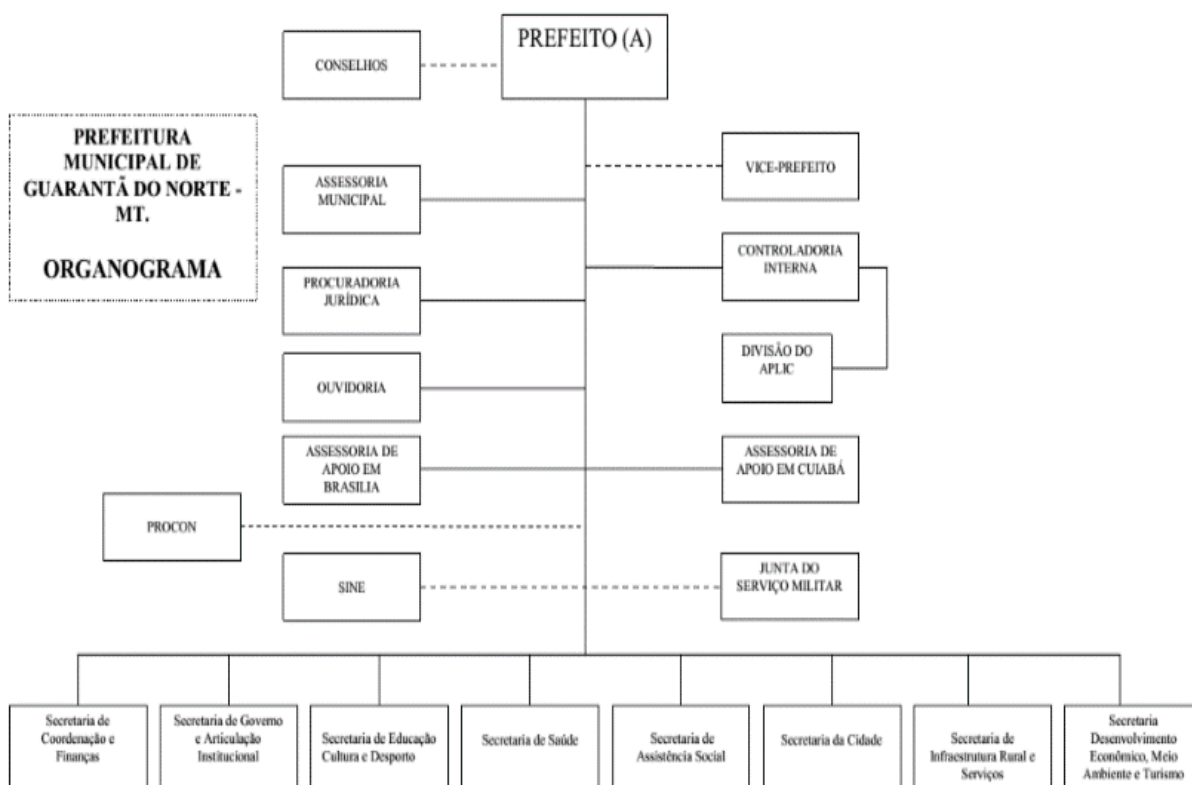 PREFEITO (A)
CONSELHOS
PREFEITURA
MUNICIPAL DE
GUARANTÃ DO NORTE -
MT.
ORGANOGRAMA
VICE-PREFEITO
ASSESSORIA
MUNICIPAL
CONTROLADORIA
INTERNA
PROCURADORIA
JURÍDICA
DIVISÃO DO
APLIC
OUVIDORIA
ASSESSORIA DE
APOIO EM
BRASILIA
ASSESSORIA DE
APOIO EM CUIABÁ
PROCON
SINE
JUNTA DO
SERVIÇO MILITAR
Secretaria de
Coordenação e
Finanças
Secretaria de Governo
e Articulação
Institucional
Secretaria de Educação
Cultura e Desporto
Secretaria de Saúde
Secretaria de
Assistência Social
Secretaria da Cidade
Secretaria de
Infraestrutura Rural e
Serviços
Secretaria
Desenvolvimento
Econômico, Meio
Ambiente e Turismo